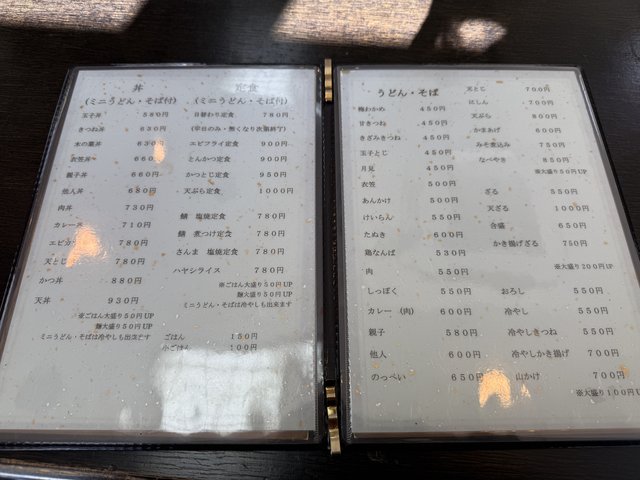 丼
(ミニうどん・そば付)
玉子丼 580円
きつね丼 630円
木の葉丼 630円
衣笠丼 660円
親子丼 660円
他人丼 680円
肉丼 730円
カレー丼 710円
エビカツ 780円
天とじ 780円
かつ丼 880円
天丼 930円
※ごはん大盛り50円UP
麺大盛り50円UP
ミニうどん・そばは冷やしも出来ます
定食
(ミニうどん・そば付)
日替わり定食 780円
(平日のみ・無くなり次第終了)
エビフライ定食 900円
とんかつ定食 900円
かつとじ定食 950円
天ぷら定食 1000円
鯖 塩焼定食 780円
鯖 煮つけ定食 780円
さんま 塩焼定食 780円
ハヤシライス 780円
※ごはん大盛り50円UP
麺大盛り50円UP
ミニうどん・そばは冷やしも出来ます
ごはん 150円
小ごはん 100円
うどん・そば
梅わかめ 450円
甘きつね 450円
きざみきつね 450円
玉子とじ 450円
月見 450円
衣笠 500円
あんかけ 500円
けいらん 550円
たぬき 600円
鶏なんば 530円
肉 550円
しっぽく 550円
カレー (肉) 600円
親子 580円
他人 600円
のっぺい 650円
天とじ 700円
にしん 700円
天ぷら 800円
かまあげ 600円
みそ煮込み 750円
なべやき 850円
※大盛り50円UP
ざる 550円
天ざる 1000円
合盛 650円
かき揚げざる 750円
※大盛り200円UP
おろし 550円
冷やし 550円
冷やしきつね 550円
冷やしかき揚げ 700円
山かけ 700円
※大盛り100円UP